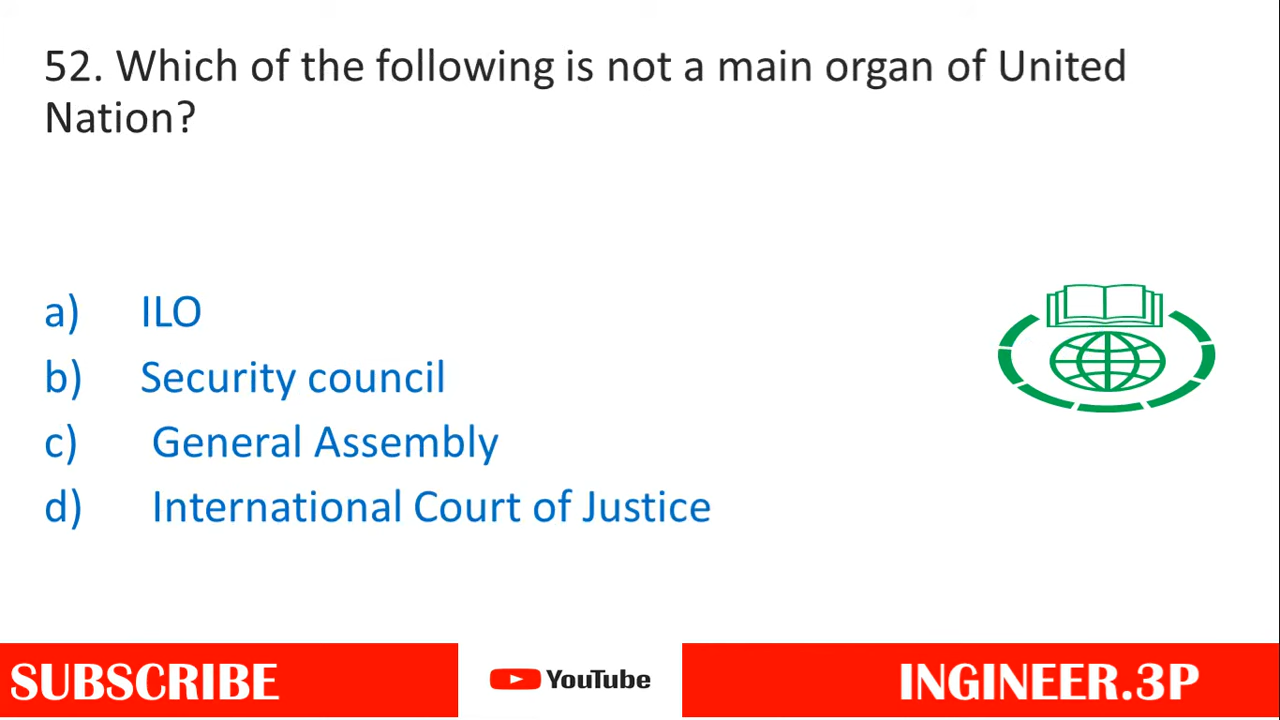 52. Which of the following is not a main organ of United
Nation?
a) ILO
b) Security council
c) General Assembly
d) International Court of Justice
SUBSCRIBE YouTube INGINEER.3P